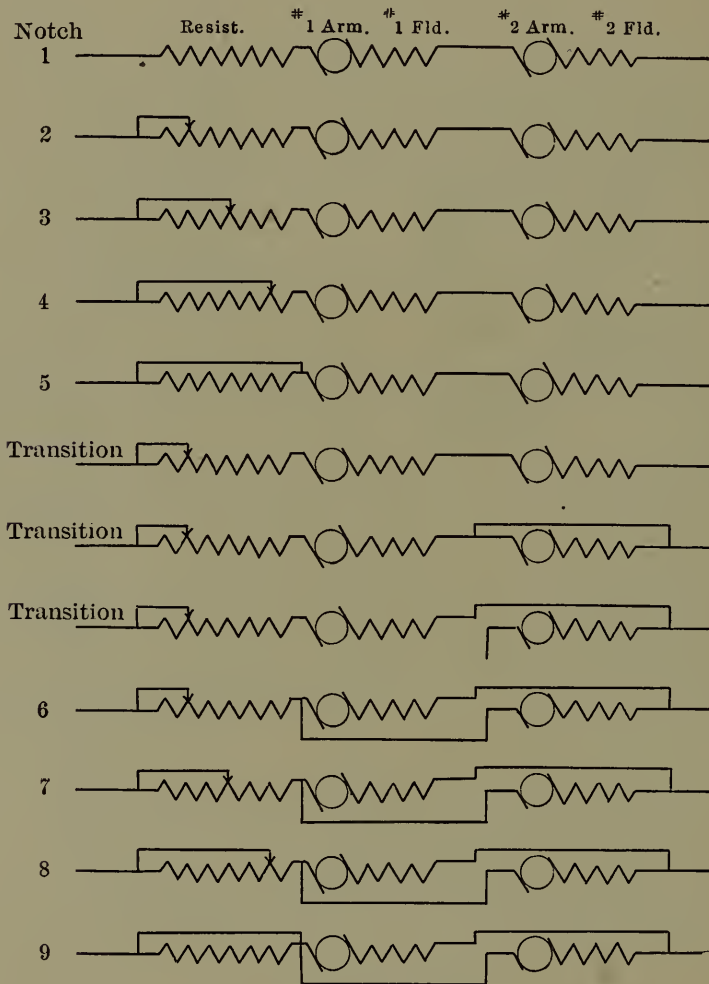 Notch Resist. #1 Arm. #1 Fld. #2 Arm. #2 Fld.
1
2
3
4
5
Transition
Transition
Transition
6
7
8
9